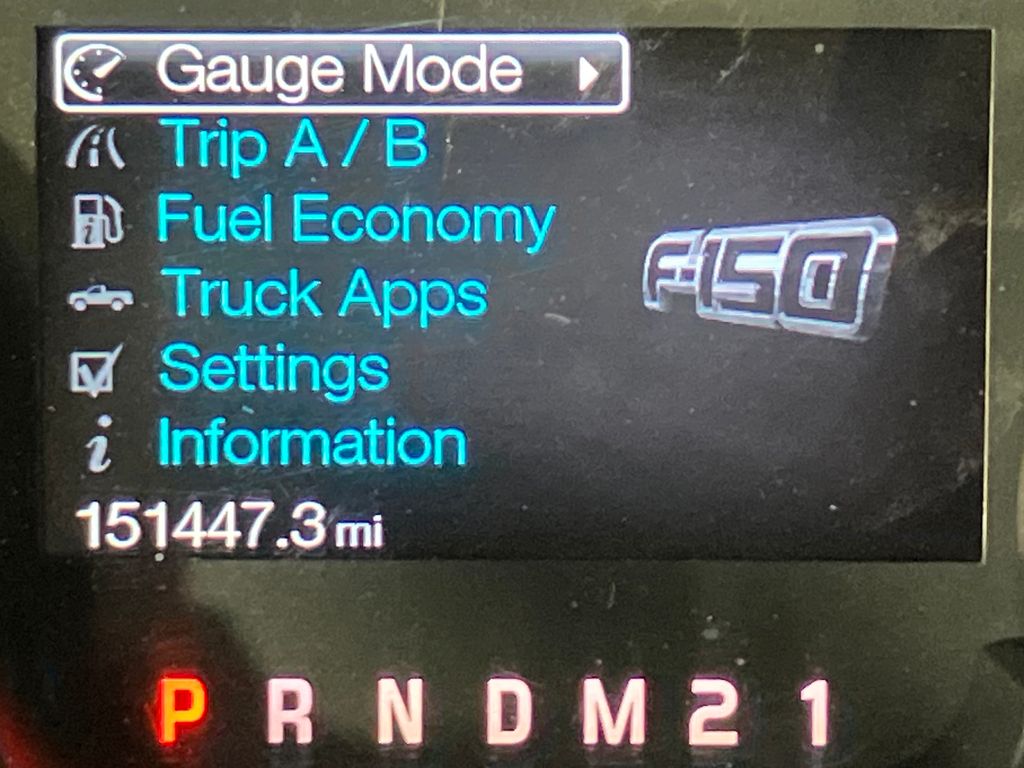 Gauge Mode
Trip A / B
Fuel Economy
Truck Apps
Settings
Information
F-150
151447.3 mi
P R N D M 2 1